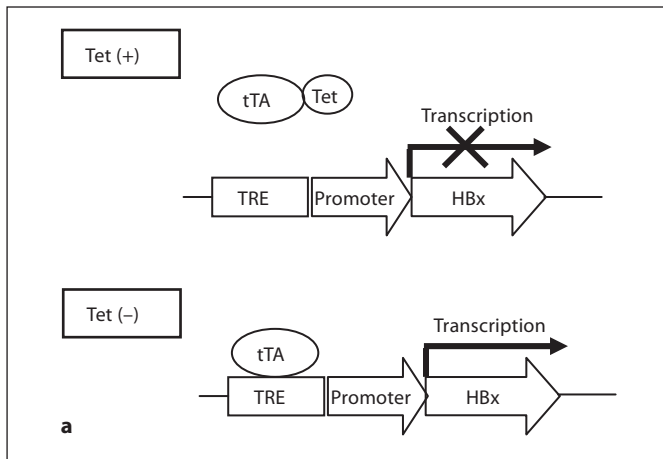 Tet (+)
tTA
Tet
Transcription
TRE
Promoter
HBx
Tet (–)
tTA
Transcription
TRE
Promoter
HBx
a